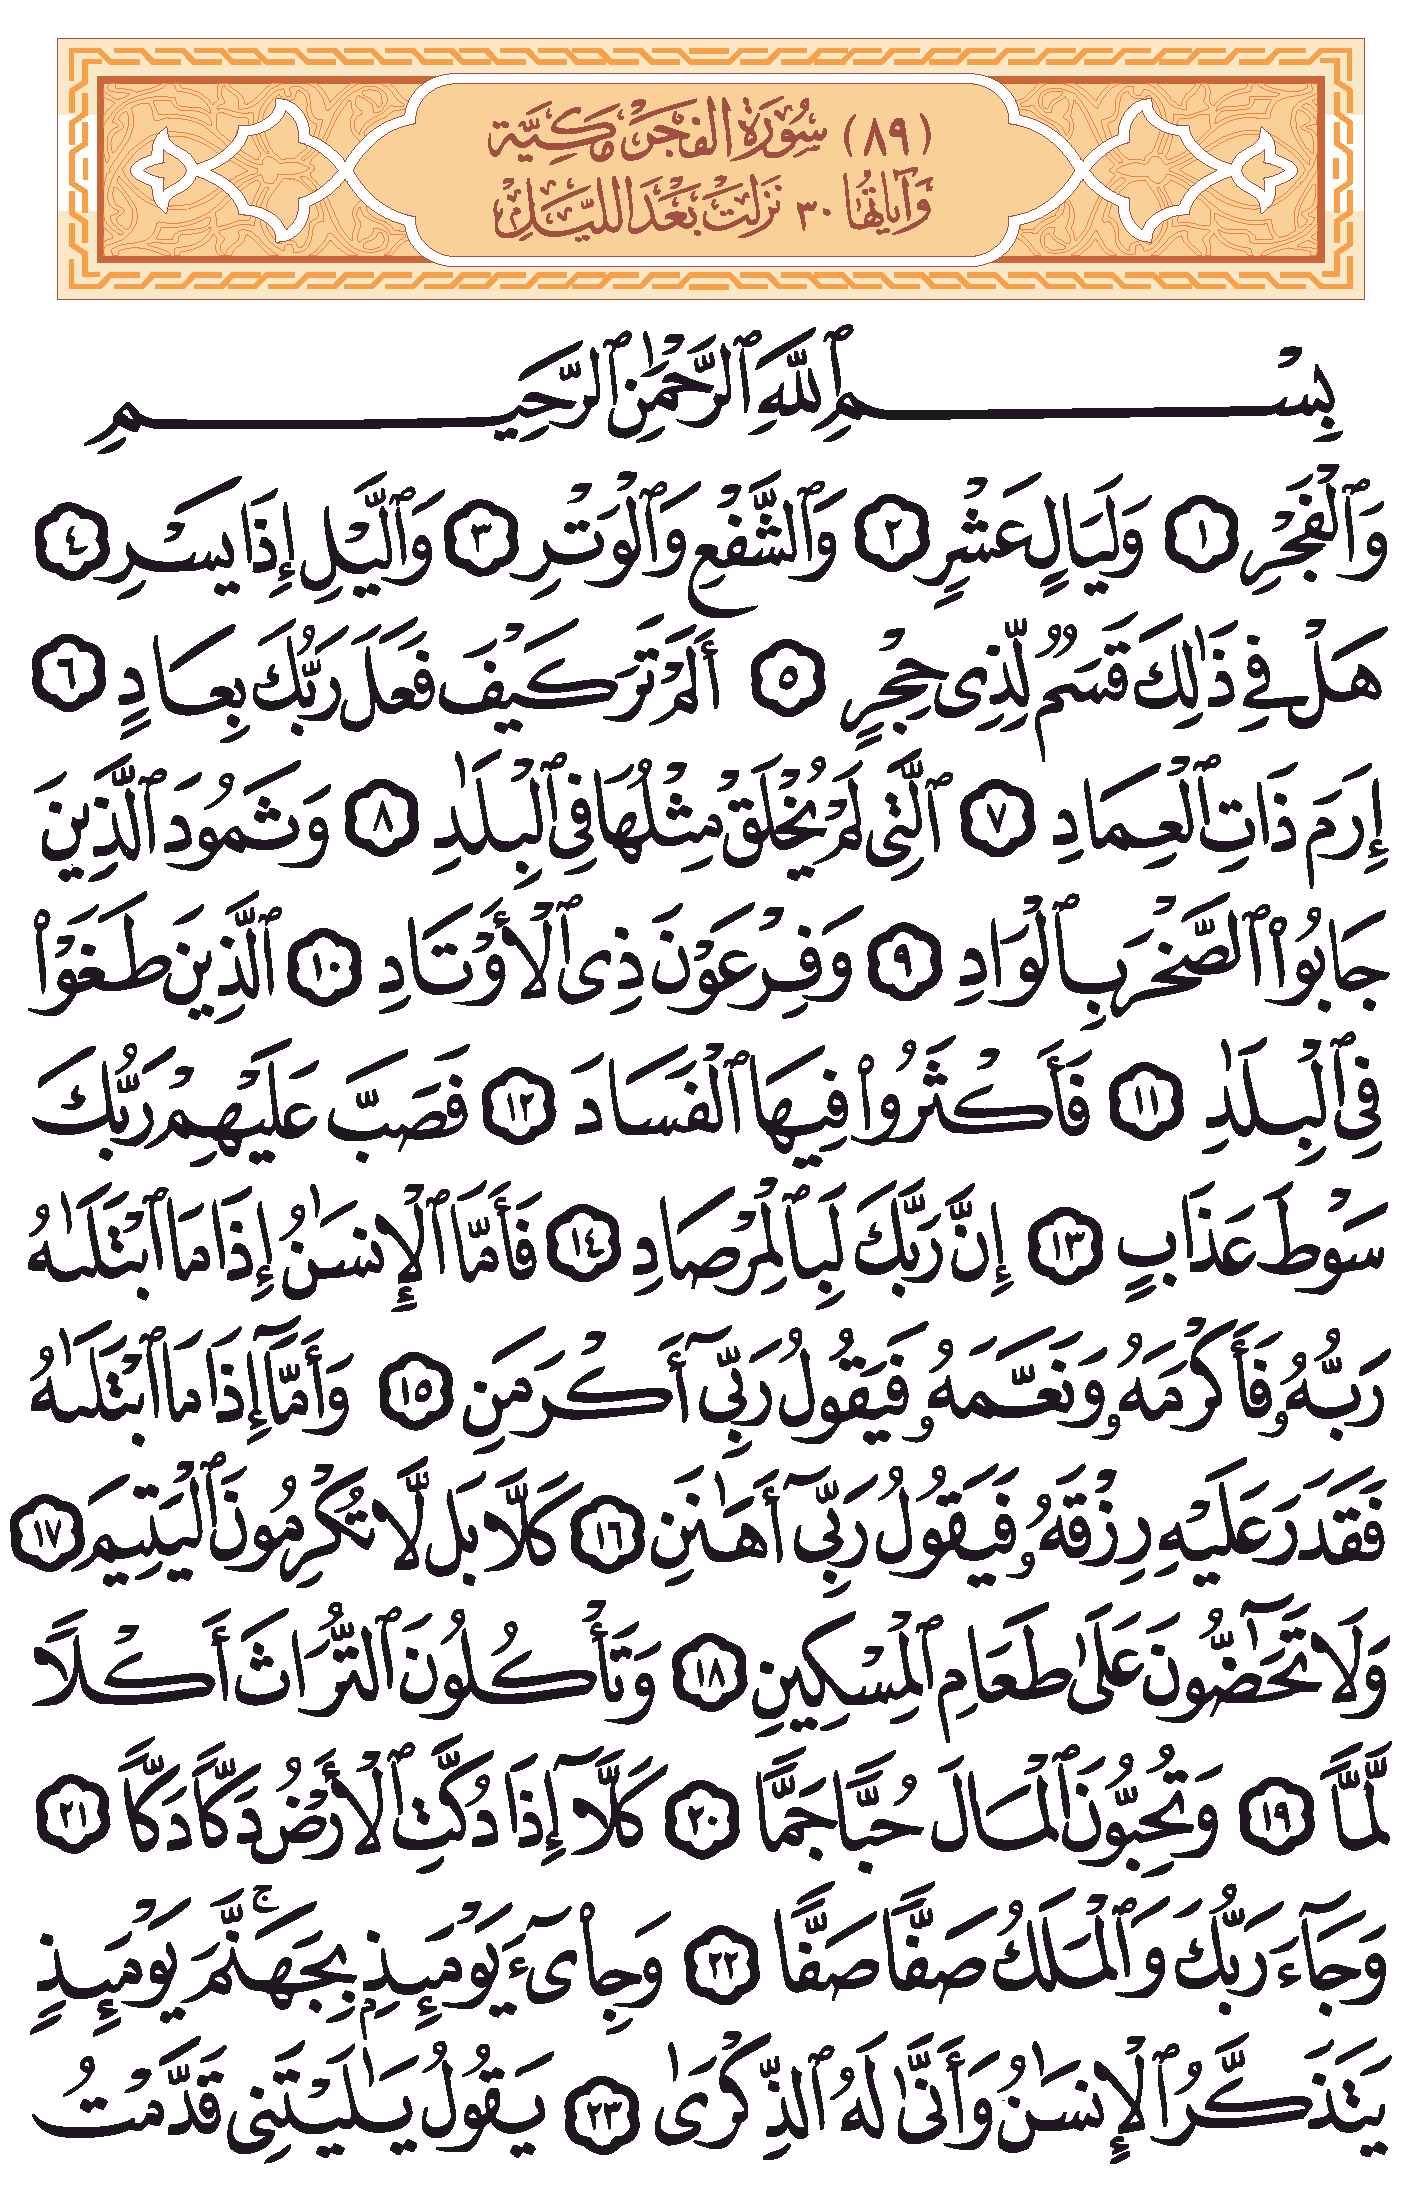 (٨٩) سُورَةُ الفَجْرِ مَكِيَّة
وَآيَاتُهَا ٣٠ نَزَلَتْ بَعْدَ اللَّيْلِ
بِسْمِ ٱللَّهِ ٱلرَّحْمَٰنِ ٱلرَّحِيمِ
وَٱلْفَجْرِ ١ وَلَيَالٍ عَشْرٍ ٢ وَٱلشَّفْعِ وَٱلْوَتْرِ ٣ وَٱلَّيْلِ إِذَا يَسْرِ ٤
هَلْ فِي ذَٰلِكَ قَسَمٌ لِّذِى حِجْرٍ ٥ أَلَمْ تَرَ كَيْفَ فَعَلَ رَبُّكَ بِعَادٍ ٦
إِرَمَ ذَاتِ ٱلْعِمَادِ ٧ ٱلَّتِى لَمْ يُخْلَقْ مِثْلُهَا فِى ٱلْبِلَٰدِ ٨ وَثَمُودَ ٱلَّذِينَ
جَابُوا۟ ٱلصَّخْرَ بِٱلْوَادِ ٩ وَفِرْعَوْنَ ذِى ٱلْأَوْتَادِ ١٠ ٱلَّذِينَ طَغَوْا۟
فِى ٱلْبِلَٰدِ ١١ فَأَكْثَرُوا۟ فِيهَا ٱلْفَسَادَ ١٢ فَصَبَّ عَلَيْهِمْ رَبُّكَ
سَوْطَ عَذَابٍ ١٣ إِنَّ رَبَّكَ لَبِٱلْمِرْصَادِ ١٤ فَأَمَّا ٱلْإِنسَٰنُ إِذَا مَا ٱبْتَلَىٰهُ
رَبُّهُۥ فَأَكْرَمَهُۥ وَنَعَّمَهُۥ فَيَقُولُ رَبِّىٓ أَكْرَمَنِ ١٥ وَأَمَّآ إِذَا مَا ٱبْتَلَىٰهُ
فَقَدَرَ عَلَيْهِ رِزْقَهُۥ فَيَقُولُ رَبِّىٓ أَهَٰنَنِ ١٦ كَلَّا بَل لَّا تُكْرِمُونَ ٱلْيَتِيمَ ١٧
وَلَا تَحَٰٓضُّونَ عَلَىٰ طَعَامِ ٱلْمِسْكِينِ ١٨ وَتَأْكُلُونَ ٱلتُّرَاثَ أَكْلًا
لَّمًّا ١٩ وَتُحِبُّونَ ٱلْمَالَ حُبًّا جَمًّا ٢٠ كَلَّآ إِذَا دُكَّتِ ٱلْأَرْضُ دَكًّا دَكًّا ٢١
وَجَآءَ رَبُّكَ وَٱلْمَلَكُ صَفًّا صَفًّا ٢٢ وَجِا۟ىٓءَ يَوْمَئِذٍۭ بِجَهَنَّمَ ۚ يَوْمَئِذٍ
يَتَذَكَّرُ ٱلْإِنسَٰنُ وَأَنَّىٰ لَهُ ٱلذِّكْرَىٰ ٢٣ يَقُولُ يَٰلَيْتَنِى قَدَّمْتُ